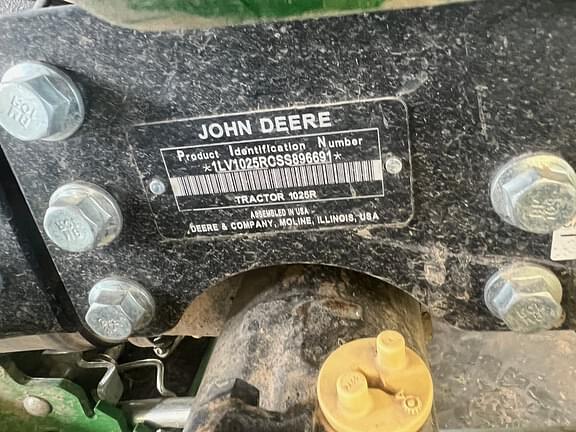 JOHN DEERE
Product Identification Number
*1LV1025RCSS896691*
TRACTOR 1025R
ASSEMBLED IN USA
DEERE & COMPANY, MOLINE, ILLINOIS, USA